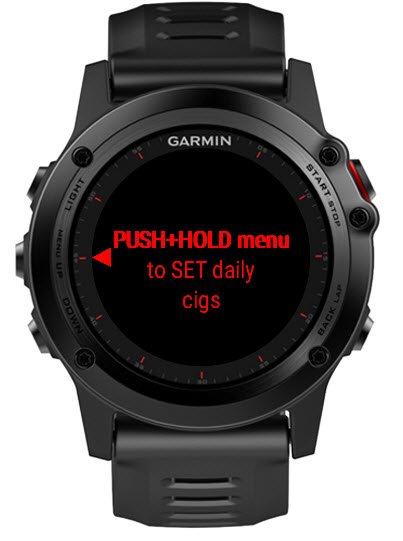 GARMIN
LIGHT
START STOP
PUSH+HOLD menu
to SET daily
cigs
MENU UP
DOWN
BACK LAP